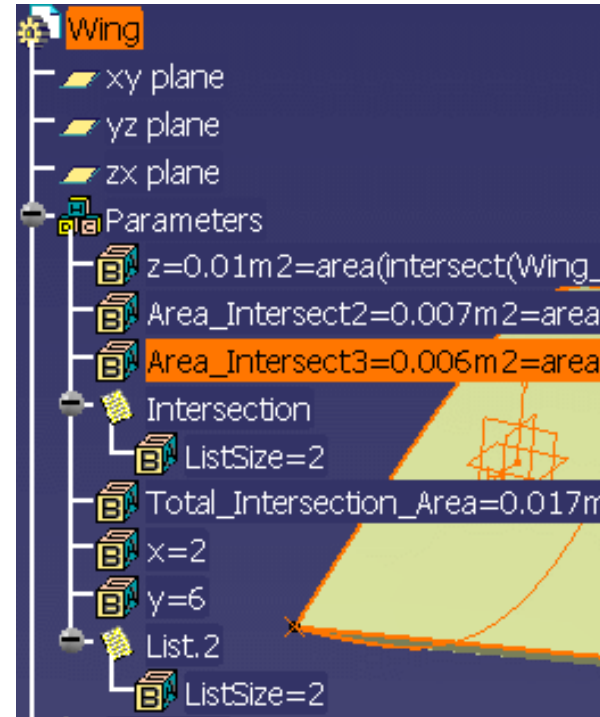 Wing
xy plane
yz plane
zx plane
Parameters
z=0.01m2=area(intersect(Wing_
Area_Intersect2=0.007m2=area
Area_Intersect3=0.006m2=area
Intersection
ListSize=2
Total_Intersection_Area=0.017m
x=2
y=6
List.2
ListSize=2